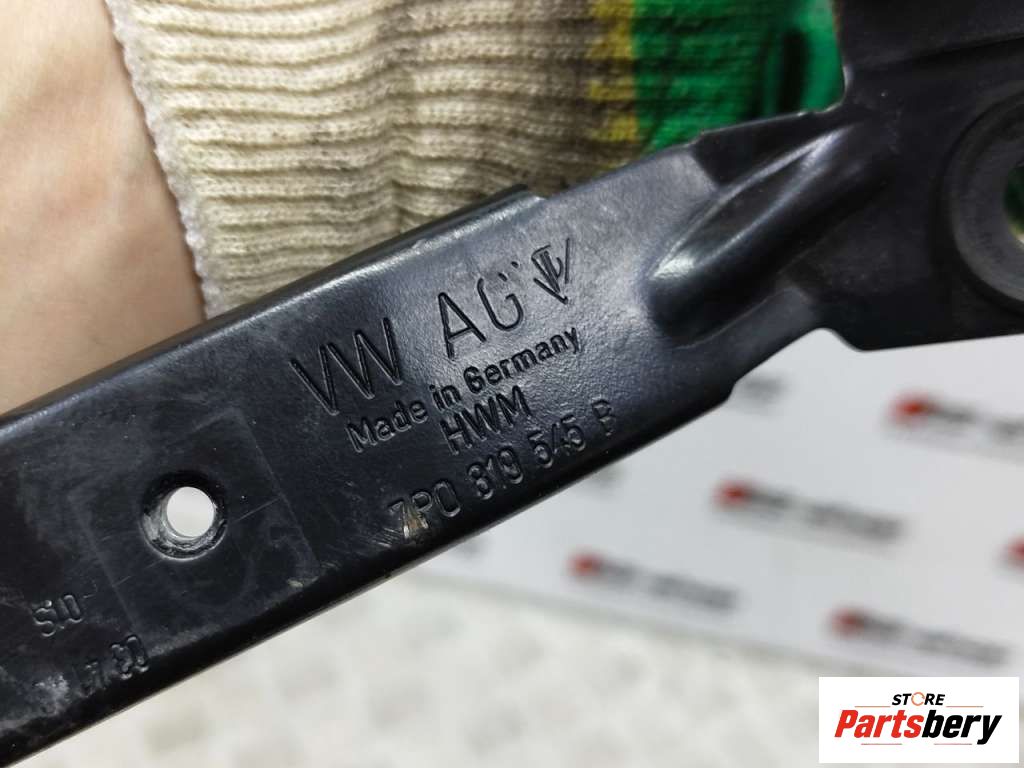 VW AG
Made in Germany
HWM
7P0 819 545 B
STORE
Partsbery